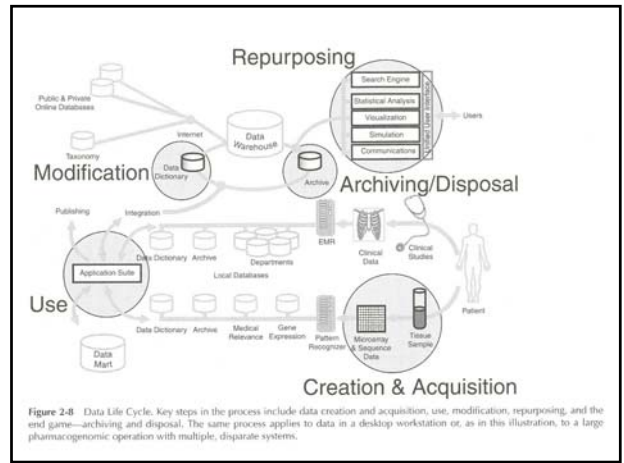 Repurposing
Search Engine
Statistical Analysis
Visualization
Simulation
Communications
Unified User Interface
Users
Public & Private
Online Databases
Internet
Data
Warehouse
Taxonomy
Modification
Data
Dictionary
Archive
Archiving/Disposal
Publishing
Integration
Data Dictionary
Archive
Departments
Local Databases
EMR
Clinical
Data
Clinical
Studies
Application Suite
Use
Patient
Data
Mart
Data Dictionary
Archive
Medical
Relevance
Gene
Expression
Pattern
Recognizer
Microarray
& Sequence
Data
Tissue
Sample
Creation & Acquisition
Figure 2-8 Data Life Cycle. Key steps in the process include data creation and acquisition, use, modification, repurposing, and the
end game—archiving and disposal. The same process applies to data in a desktop workstation or, as in this illustration, to a large
pharmacogenomic operation with multiple, disparate systems.